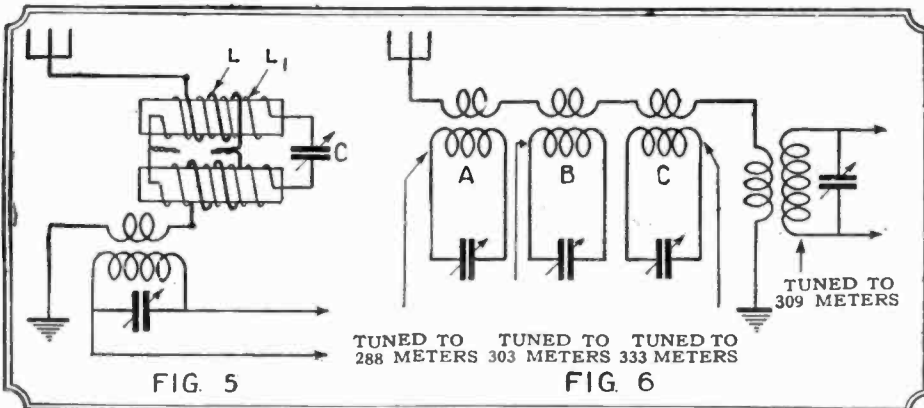 L L1
C
FIG. 5
A B C
TUNED TO 288 METERS
TUNED TO 303 METERS
TUNED TO 333 METERS
TUNED TO 309 METERS
FIG. 6